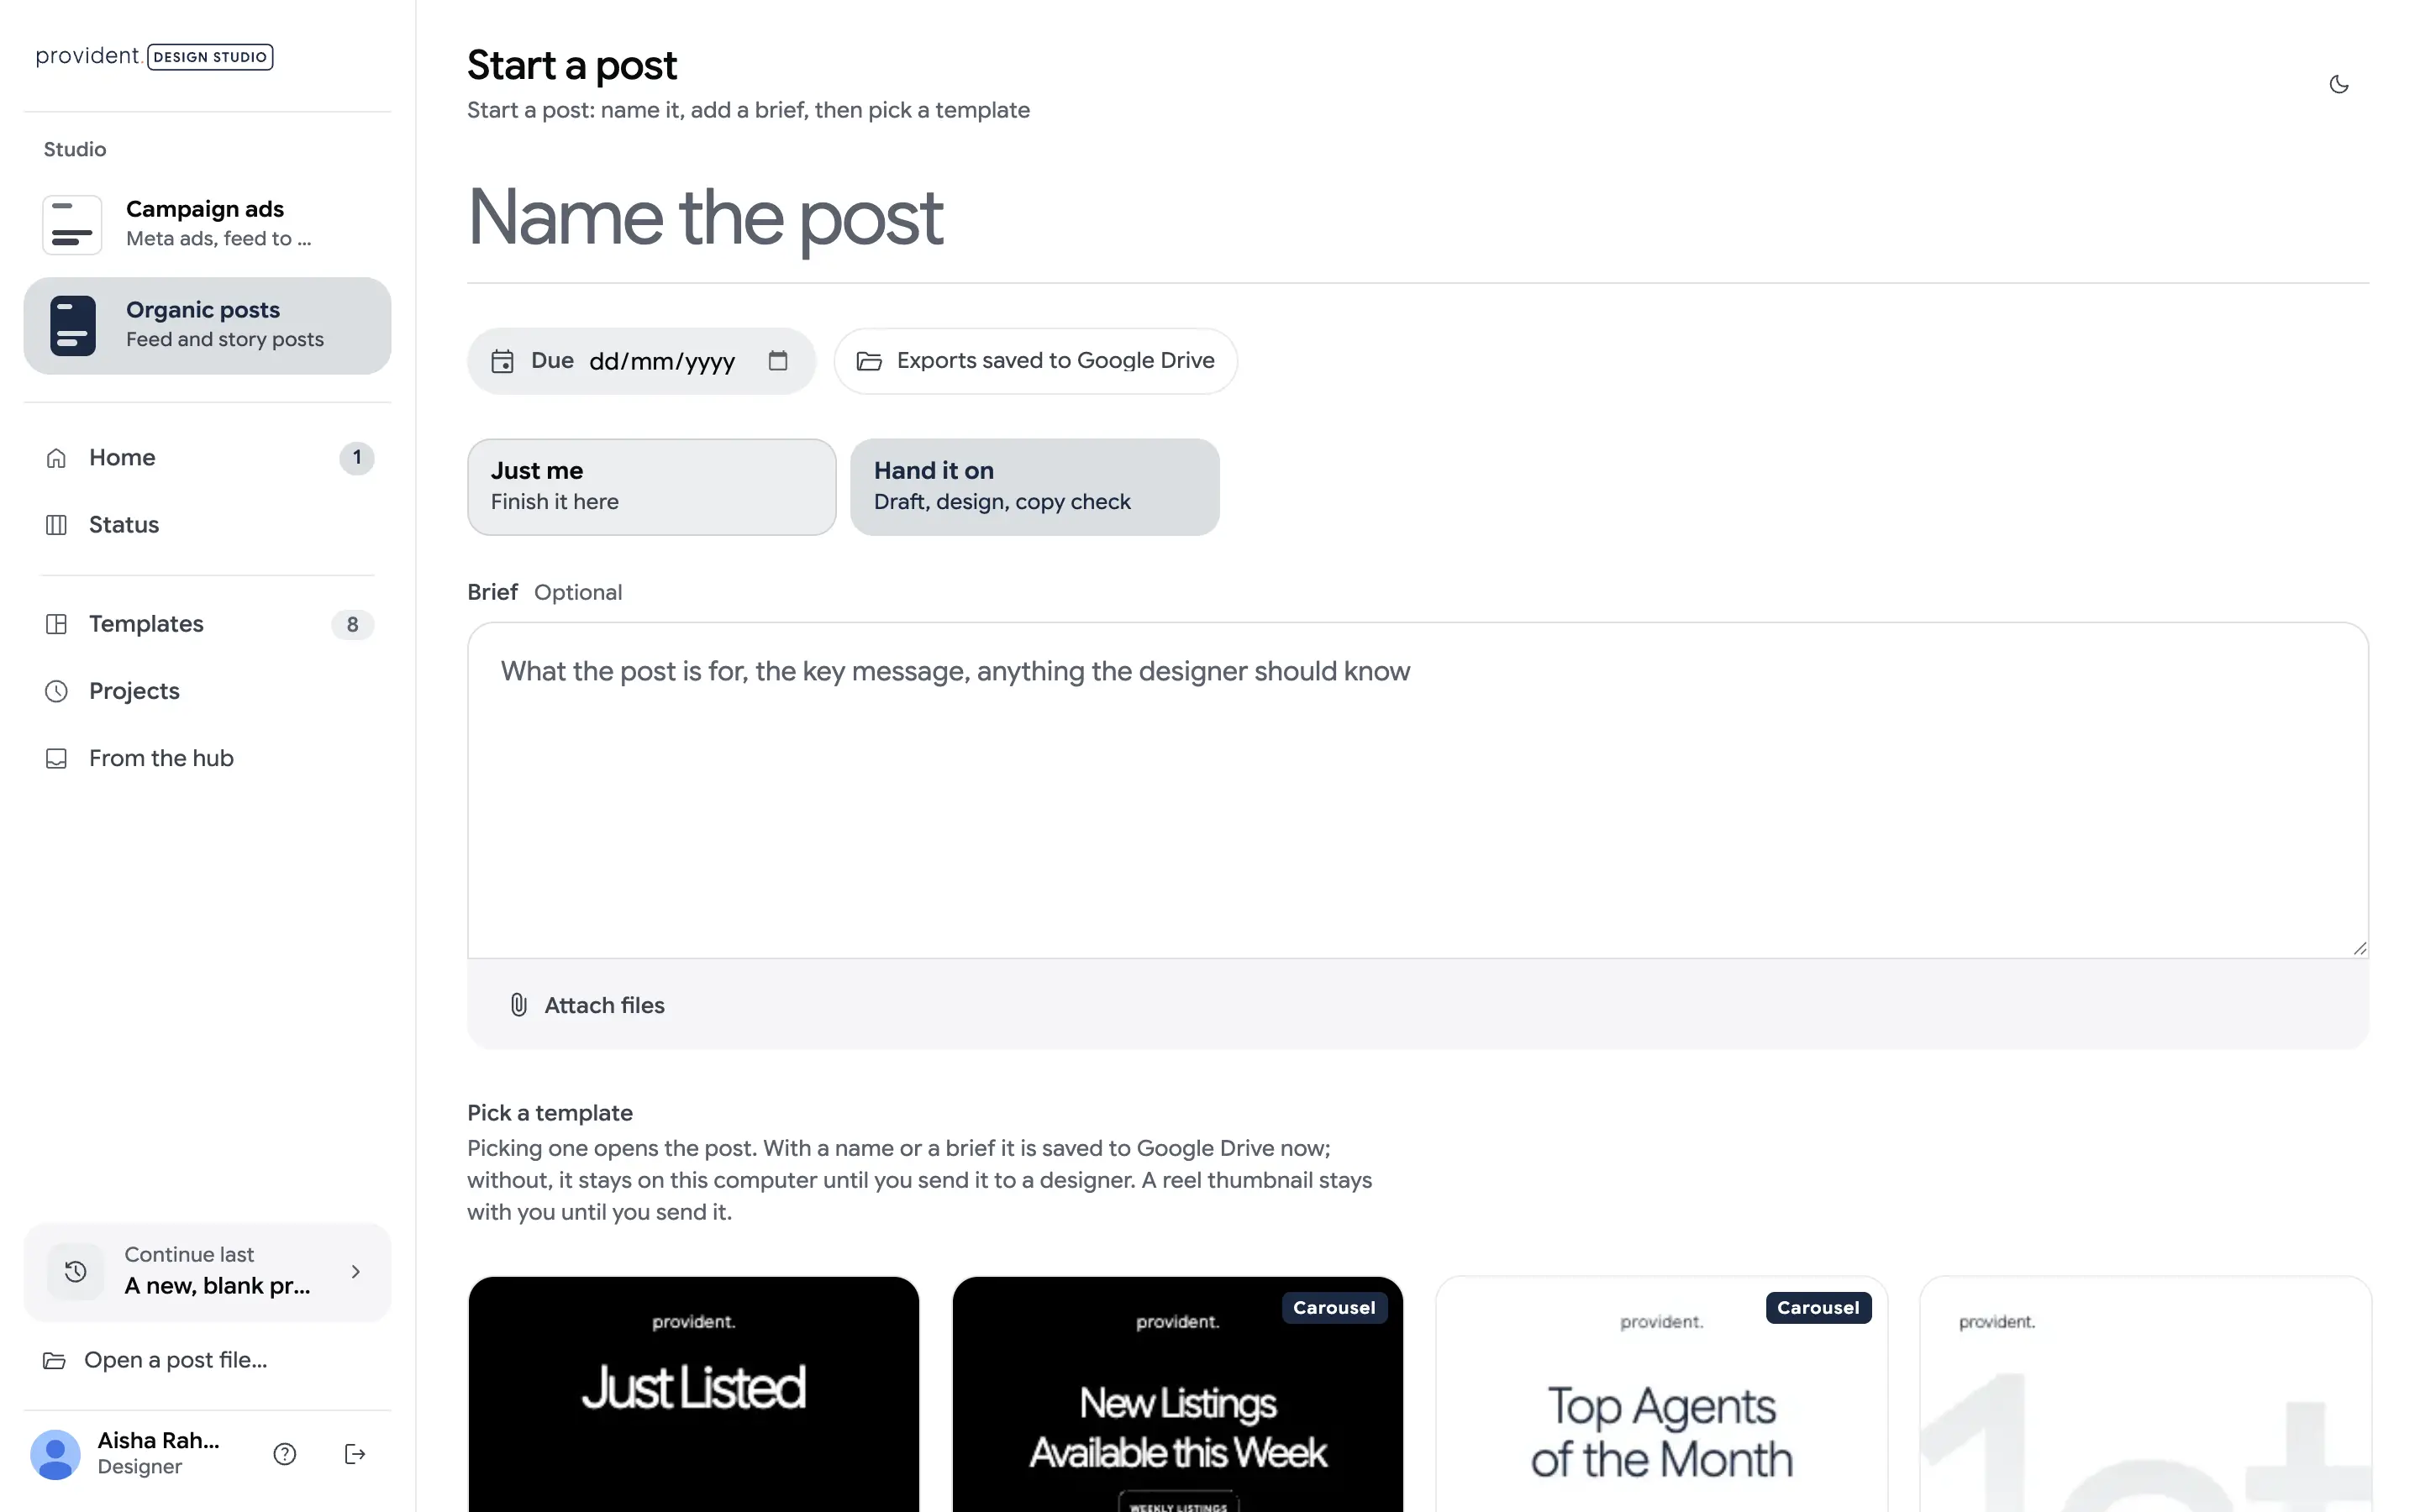 provident. DESIGN STUDIO
Studio
Campaign ads
Meta ads, feed to ...
Organic posts
Feed and story posts
Home 1
Status
Templates 8
Projects
From the hub
Continue last
A new, blank pr...
Open a post file...
Aisha Rah...
Designer
Start a post
Start a post: name it, add a brief, then pick a template
Name the post
Due dd/mm/yyyy
Exports saved to Google Drive
Just me
Finish it here
Hand it on
Draft, design, copy check
Brief Optional
What the post is for, the key message, anything the designer should know
Attach files
Pick a template
Picking one opens the post. With a name or a brief it is saved to Google Drive now;
without, it stays on this computer until you send it to a designer. A reel thumbnail stays
with you until you send it.
provident.
Just Listed
Carousel
provident.
New Listings
Available this Week
WEEKLY LISTINGS
Carousel
provident.
Top Agents
of the Month
provident.
1st